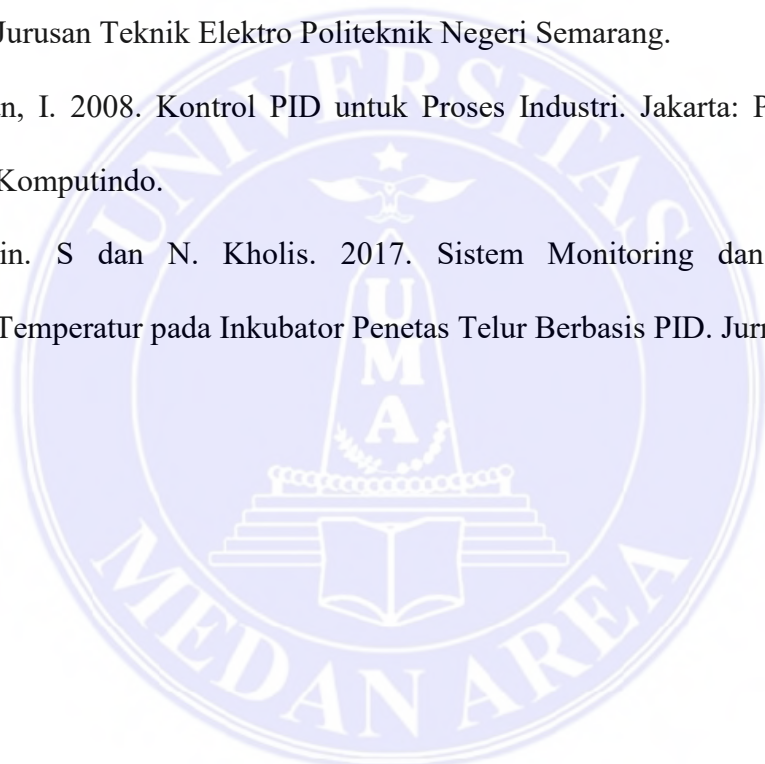 Jurusan Teknik Elektro Politeknik Negeri Semarang.
n, I. 2008. Kontrol PID untuk Proses Industri. Jakarta: P
Komputindo.
in. S dan N. Kholis. 2017. Sistem Monitoring dan
Temperatur pada Inkubator Penetas Telur Berbasis PID. Jurn
UNIVERSITAS
UMA
MEDAN AREA